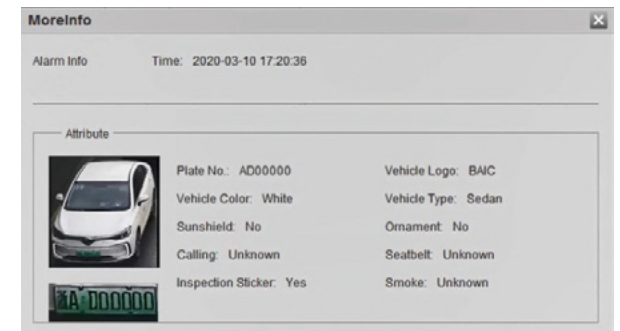 MoreInfo
Alarm Info Time: 2020-03-10 17:20:36
Attribute
Plate No.: AD00000 Vehicle Logo: BAIC
Vehicle Color: White Vehicle Type: Sedan
Sunshield: No Ornament: No
Calling: Unknown Seatbelt: Unknown
Inspection Sticker: Yes Smoke: Unknown
A·D00000